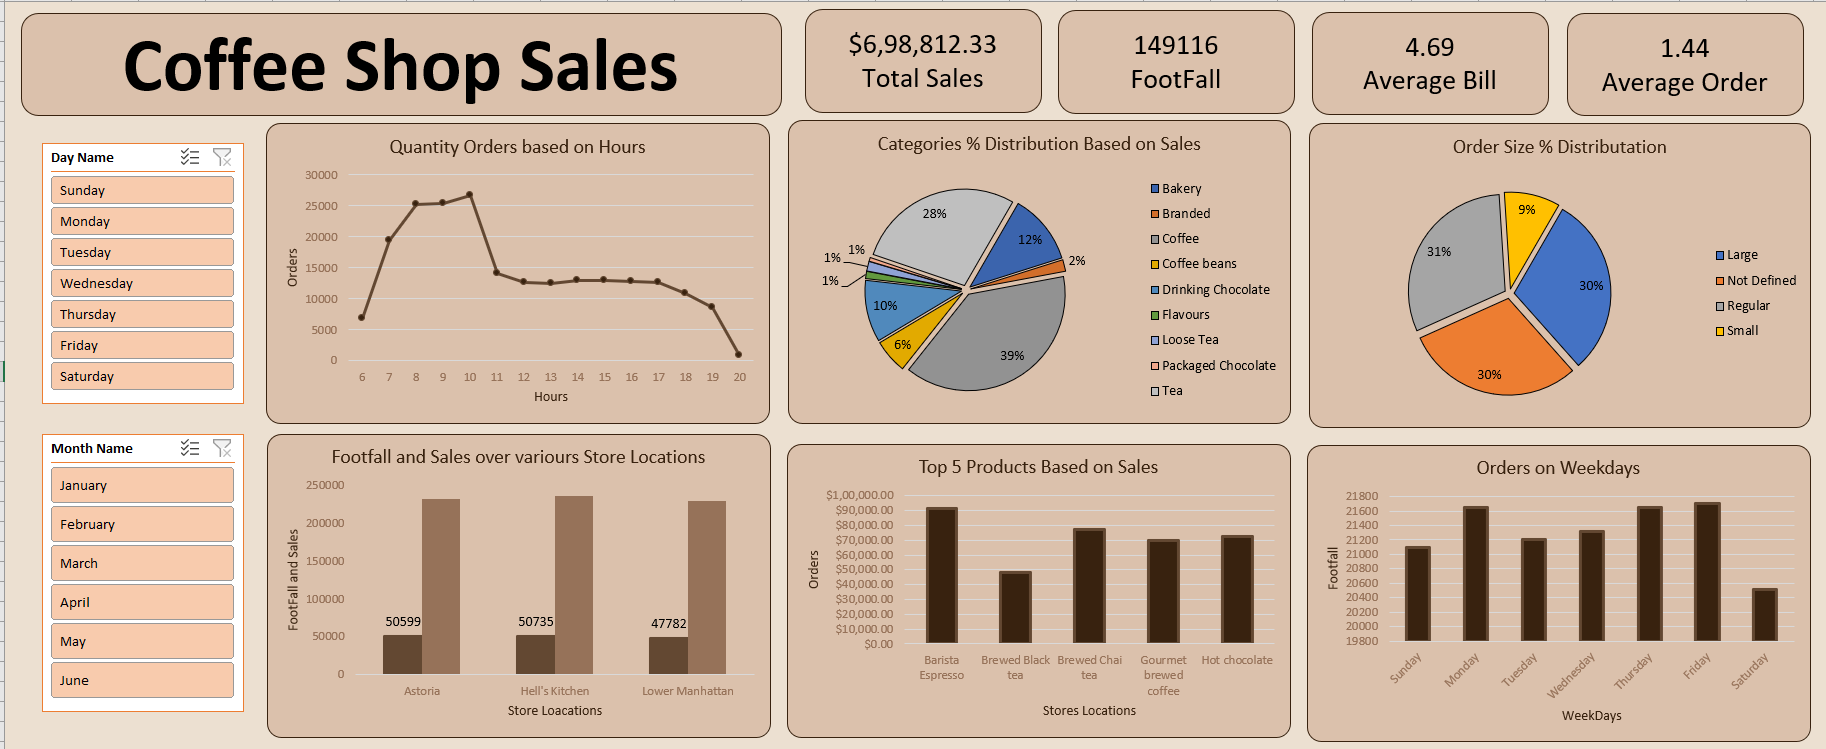 Coffee Shop Sales
$6,98,812.33
Total Sales
149116
FootFall
4.69
Average Bill
1.44
Average Order
Day Name
Sunday
Monday
Tuesday
Wednesday
Thursday
Friday
Saturday
Month Name
January
February
March
April
May
June
Quantity Orders based on Hours
Orders
30000
25000
20000
15000
10000
5000
0
6 7 8 9 10 11 12 13 14 15 16 17 18 19 20
Hours
Categories % Distribution Based on Sales
28%
12%
2%
39%
6%
10%
1%
1%
1%
Bakery
Branded
Coffee
Coffee beans
Drinking Chocolate
Flavours
Loose Tea
Packaged Chocolate
Tea
Order Size % Distributation
9%
30%
30%
31%
Large
Not Defined
Regular
Small
Footfall and Sales over variours Store Locations
FootFall and Sales
250000
200000
150000
100000
50000
0
50599
50735
47782
Astoria Hell's Kitchen Lower Manhattan
Store Loacations
Top 5 Products Based on Sales
Orders
$1,00,000.00
$90,000.00
$80,000.00
$70,000.00
$60,000.00
$50,000.00
$40,000.00
$30,000.00
$20,000.00
$10,000.00
$0.00
Barista
Espresso
Brewed Black
tea
Brewed Chai
tea
Gourmet
brewed
coffee
Hot chocolate
Stores Locations
Orders on Weekdays
Footfall
21800
21600
21400
21200
21000
20800
20600
20400
20200
20000
19800
Sunday
Monday
Tuesday
Wednesday
Thursday
Friday
Saturday
WeekDays